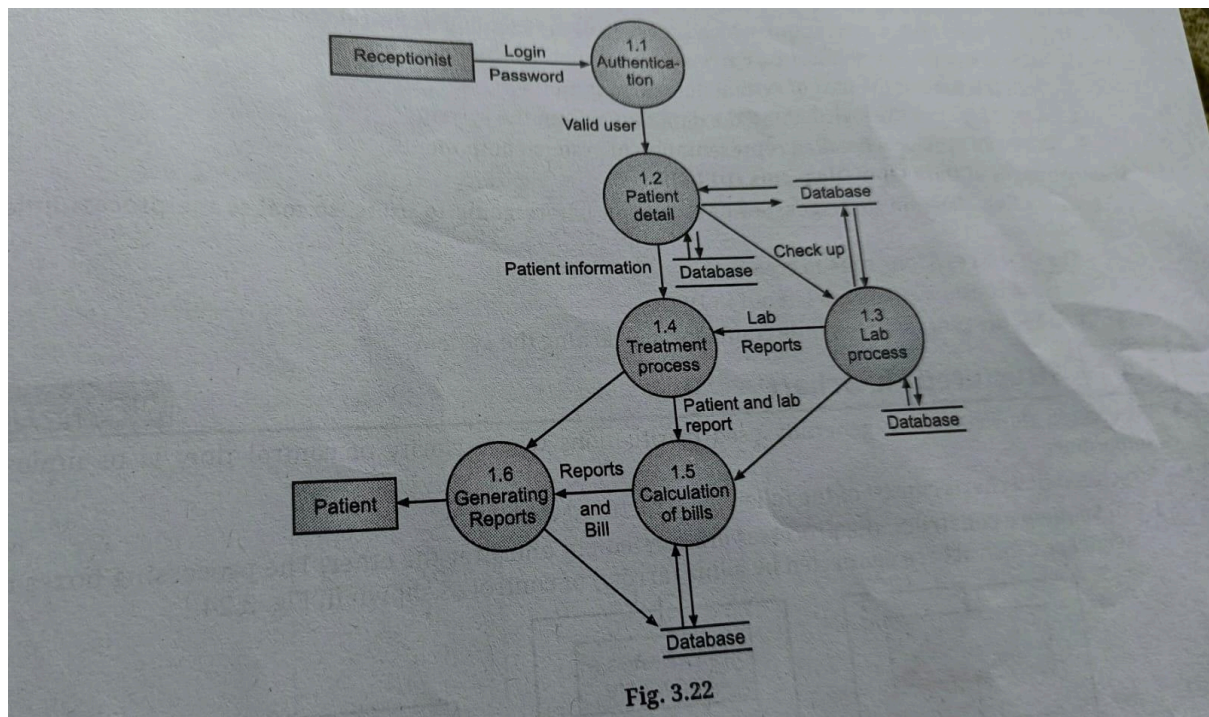 Receptionist
Login
Password
1.1
Authentica-
tion
Valid user
1.2
Patient
detail
Database
Check up
Patient information
Database
1.3
Lab
process
Lab
Reports
1.4
Treatment
process
Database
Patient and lab
report
1.5
Calculation
of bills
Reports
and
Bill
1.6
Generating
Reports
Patient
Database
Fig. 3.22